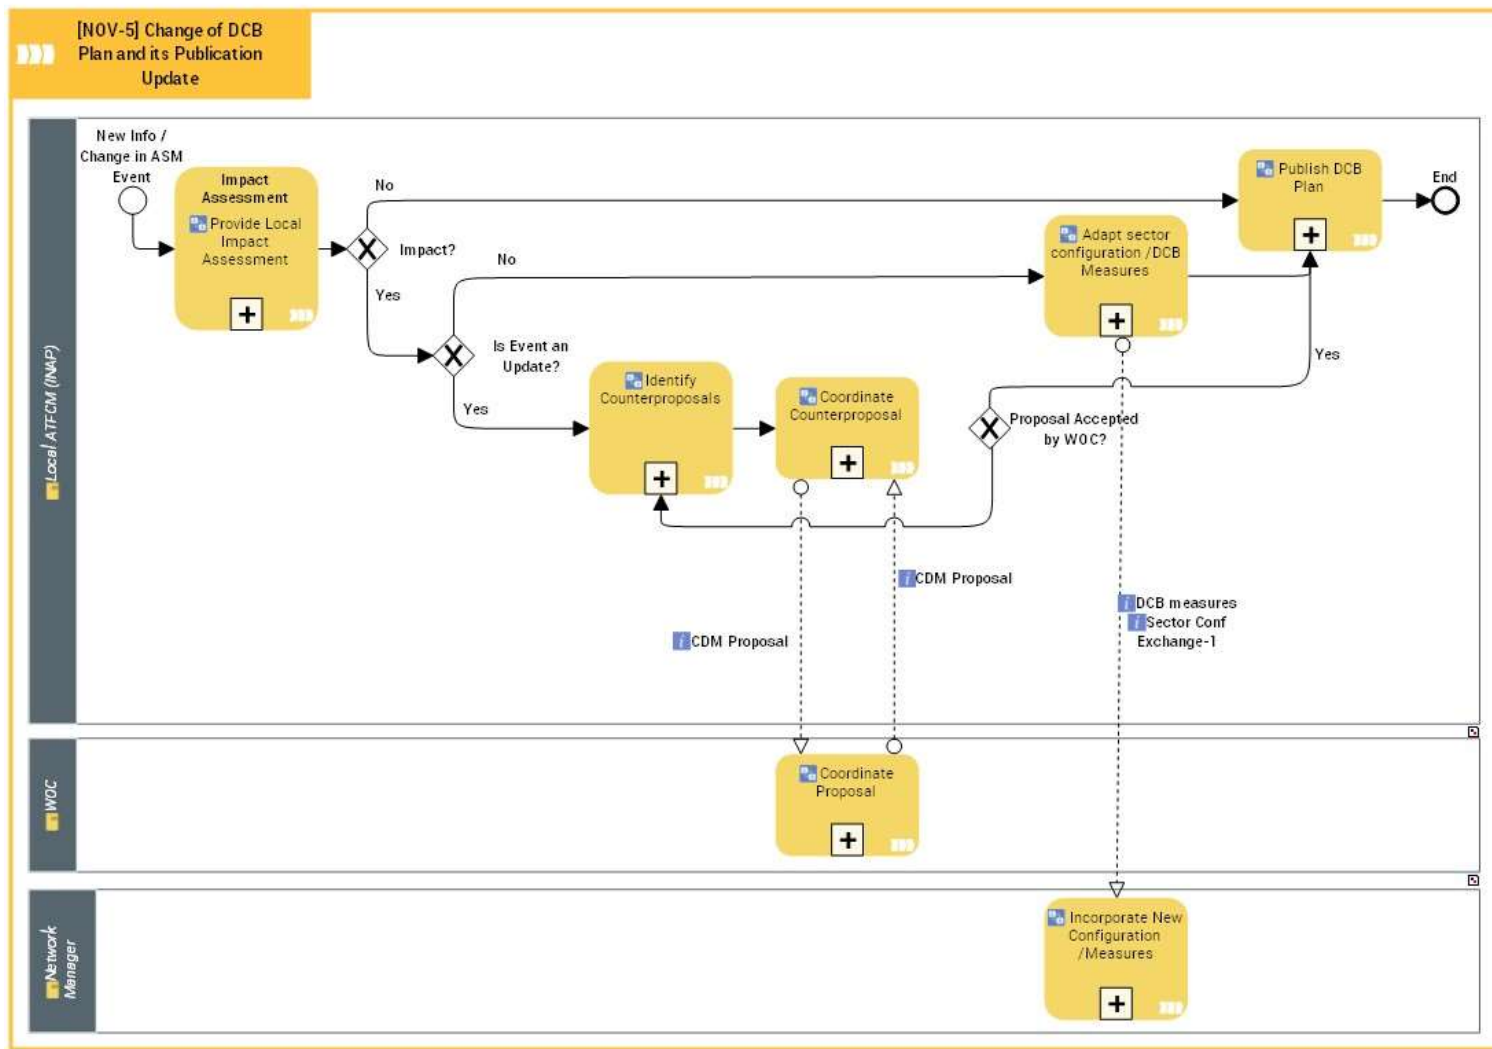 [NOV-5] Change of DCB
Plan and its Publication
Update
New Info /
Change in ASM
Event
Impact
Assessment
Provide Local
Impact
Assessment
No
Impact?
Yes
No
Is Event an
Update?
Yes
Identify
Counterproposals
Coordinate
Counterproposal
Adapt sector
configuration /DCB
Measures
Publish DCB
Plan
End
Yes
Proposal Accepted
by WOC?
CDM Proposal
CDM Proposal
DCB measures
Sector Conf
Exchange-1
Local ATFCM (INAP)
WOC
Coordinate
Proposal
Network
Manager
Incorporate New
Configuration
/Measures